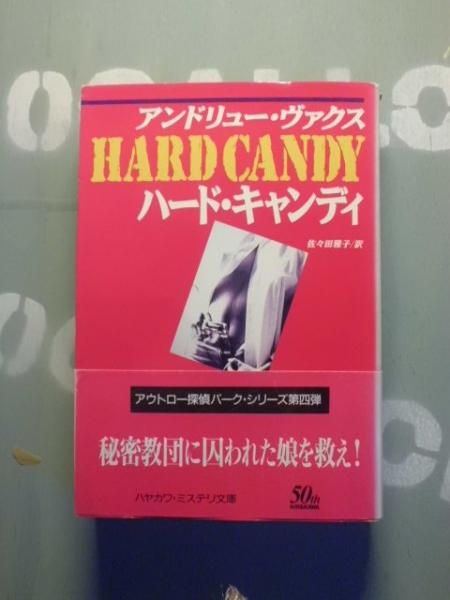 アンドリュー・ヴァクス
HARD CANDY
ハード・キャンディ
佐々田雅子/訳
アウトロー探偵バーク・シリーズ第四弾
秘密教団に囚われた娘を救え！
ハヤカワ・ミステリ文庫
50th
HAYAKAWA